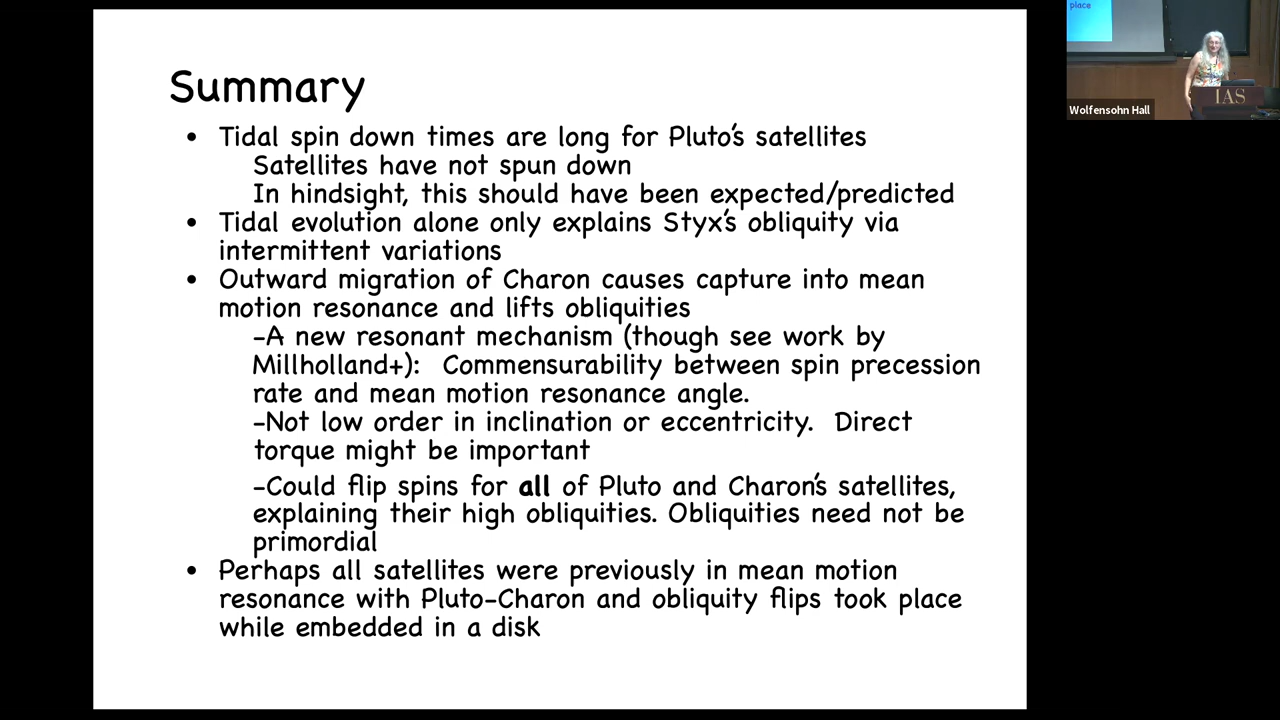 Summary
• Tidal spin down times are long for Pluto's satellites
Satellites have not spun down
In hindsight, this should have been expected/predicted
• Tidal evolution alone only explains Styx's obliquity via
intermittent variations
• Outward migration of Charon causes capture into mean
motion resonance and lifts obliquities
-A new resonant mechanism (though see work by
Millholland+): Commensurability between spin precession
rate and mean motion resonance angle.
-Not low order in inclination or eccentricity. Direct
torque might be important
-Could flip spins for all of Pluto and Charon's satellites,
explaining their high obliquities. Obliquities need not be
primordial
• Perhaps all satellites were previously in mean motion
resonance with Pluto-Charon and obliquity flips took place
while embedded in a disk
place
IAS
Wolfensohn Hall